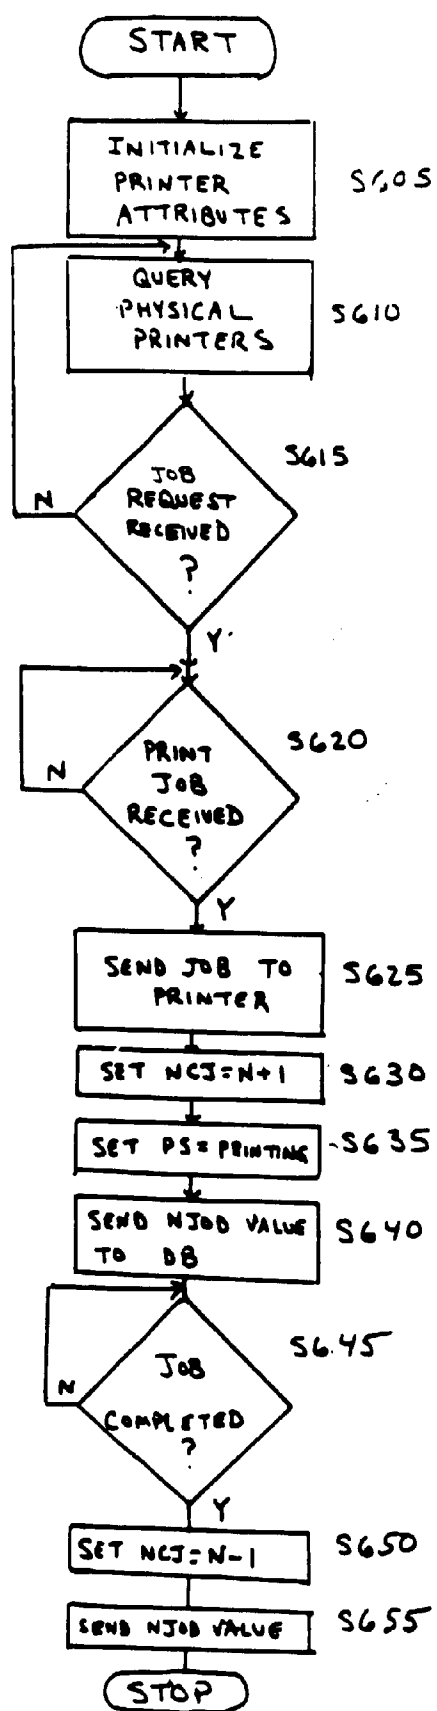 START
INITIALIZE
PRINTER
ATTRIBUTES
S605
QUERY
PHYSICAL
PRINTERS
S610
JOB
REQUEST
RECEIVED
?
S615
N
Y
PRINT
JOB
RECEIVED
?
S620
N
Y
SEND JOB TO
PRINTER
S625
SET NCJ=N+1
S630
SET PS=PRINTING
S635
SEND NJOD VALUE
TO DB
S640
JOB
COMPLETED
?
S645
N
Y
SET NCJ=N-1
S650
SEND NJOD VALUE
S655
STOP